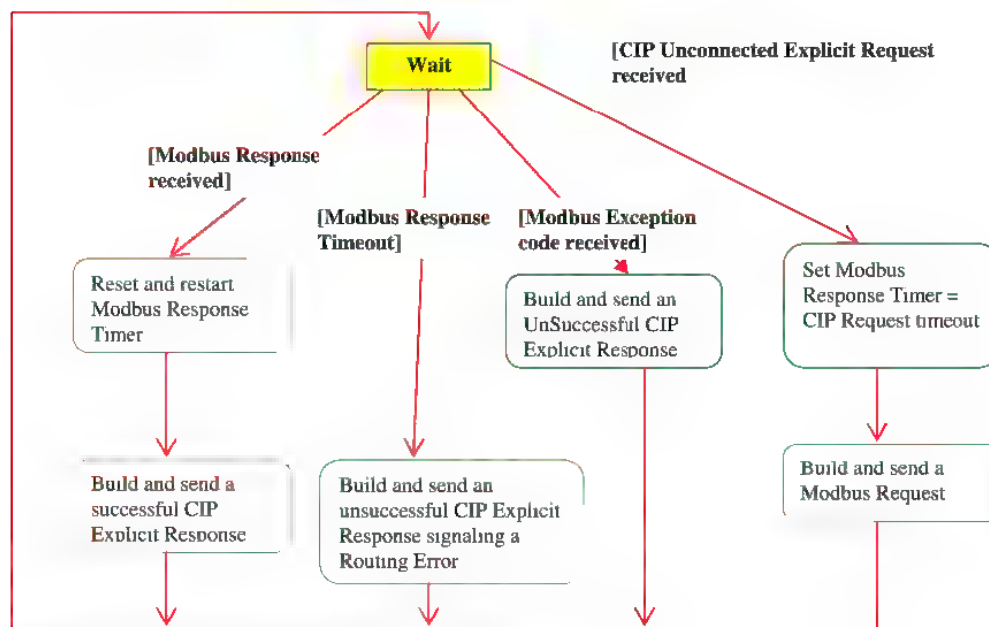 Wait
[CIP Unconnected Explicit Request
received
[Modbus Response
received]
[Modbus Response
Timeout]
[Modbus Exception
code received]
Reset and restart
Modbus Response
Timer
Build and send an
UnSuccessful CIP
Explicit Response
Set Modbus
Response Timer =
CIP Request timeout
Build and send a
successful CIP
Explicit Response
Build and send an
unsuccessful CIP Explicit
Response signaling a
Routing Error
Build and send a
Modbus Request